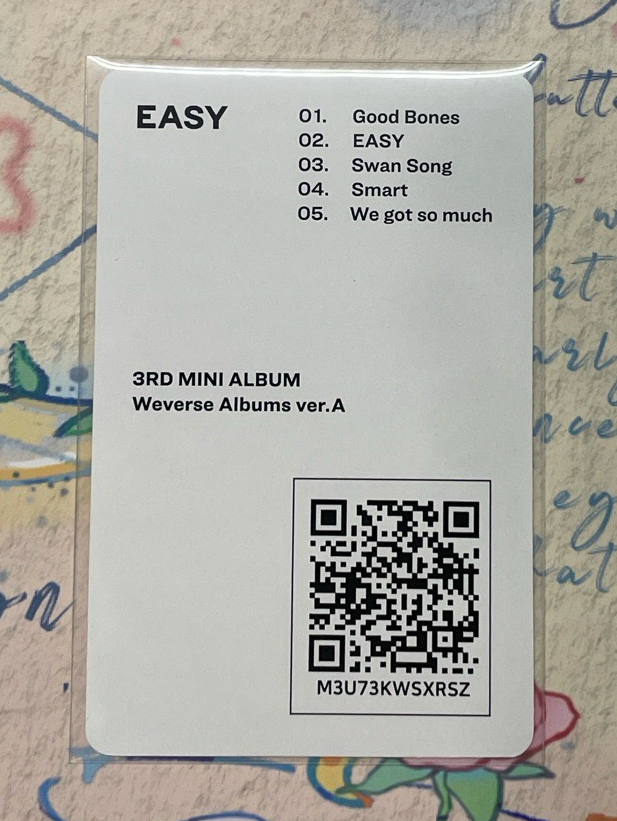 EASY
01. Good Bones
02. EASY
03. Swan Song
04. Smart
05. We got so much
3RD MINI ALBUM
Weverse Albums ver.A
M3U73KWSXRSZ